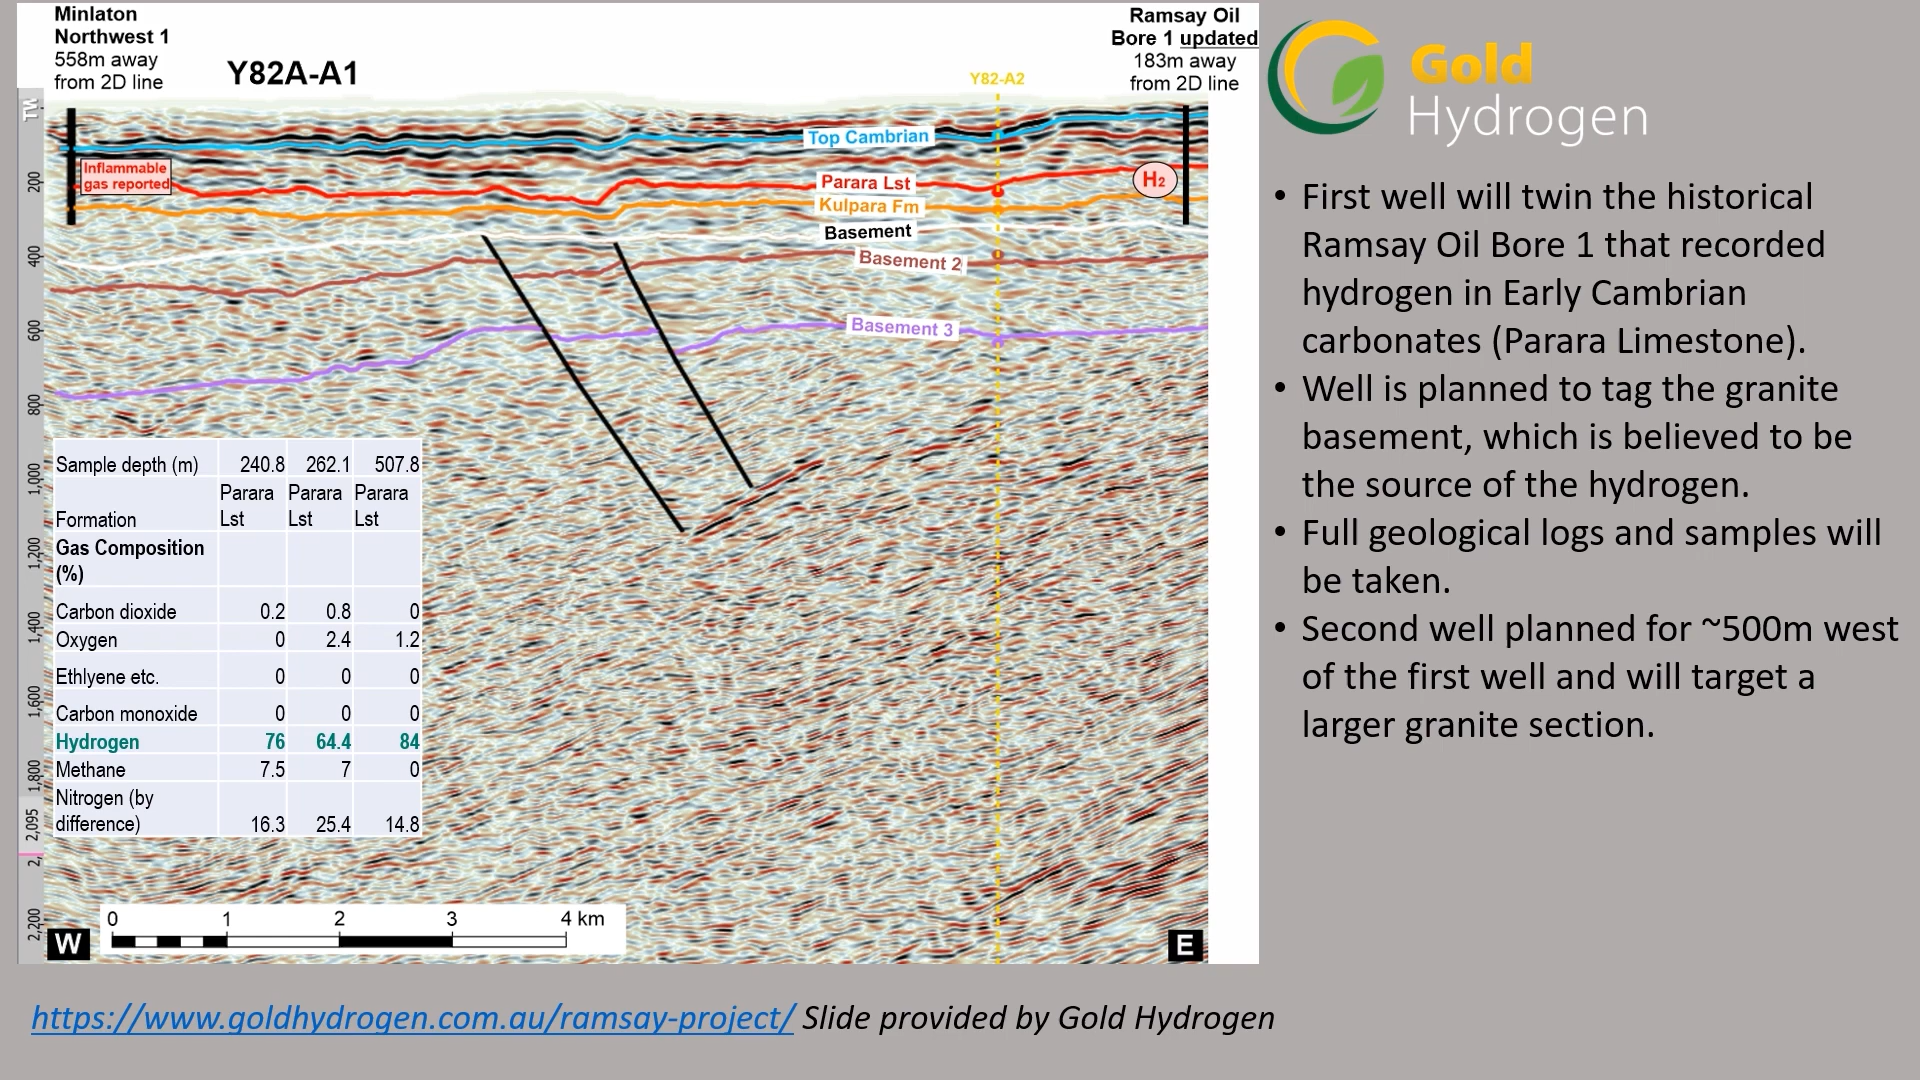 Minlaton
Northwest 1
558m away
from 2D line
Y82A-A1
Y82-A2
Ramsay Oil
Bore 1 updated
183m away
from 2D line
TW
200
400
600
800
1,000
1,200
1,400
1,600
1,800
2,095
2,
2,200
Top Cambrian
Inflammable
gas reported
Parara Lst
H₂
Kulpara Fm
Basement
Basement 2
Basement 3
Sample depth (m) 240.8 262.1 507.8
Parara Parara Parara
Formation Lst Lst Lst
Gas Composition
(%)
Carbon dioxide 0.2 0.8 0
Oxygen 0 2.4 1.2
Ethlyene etc. 0 0 0
Carbon monoxide 0 0 0
Hydrogen 76 64.4 84
Methane 7.5 7 0
Nitrogen (by
difference) 16.3 25.4 14.8
0 1 2 3 4 km
W
E
Gold
Hydrogen
• First well will twin the historical
Ramsay Oil Bore 1 that recorded
hydrogen in Early Cambrian
carbonates (Parara Limestone).
• Well is planned to tag the granite
basement, which is believed to be
the source of the hydrogen.
• Full geological logs and samples will
be taken.
• Second well planned for ~500m west
of the first well and will target a
larger granite section.
https://www.goldhydrogen.com.au/ramsay-project/ Slide provided by Gold Hydrogen